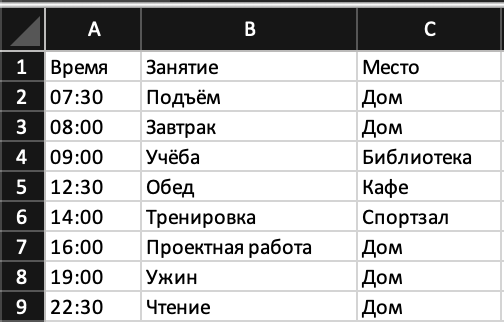 A B C
1 Время Занятие Место
2 07:30 Подъём Дом
3 08:00 Завтрак Дом
4 09:00 Учёба Библиотека
5 12:30 Обед Кафе
6 14:00 Тренировка Спортзал
7 16:00 Проектная работа Дом
8 19:00 Ужин Дом
9 22:30 Чтение Дом